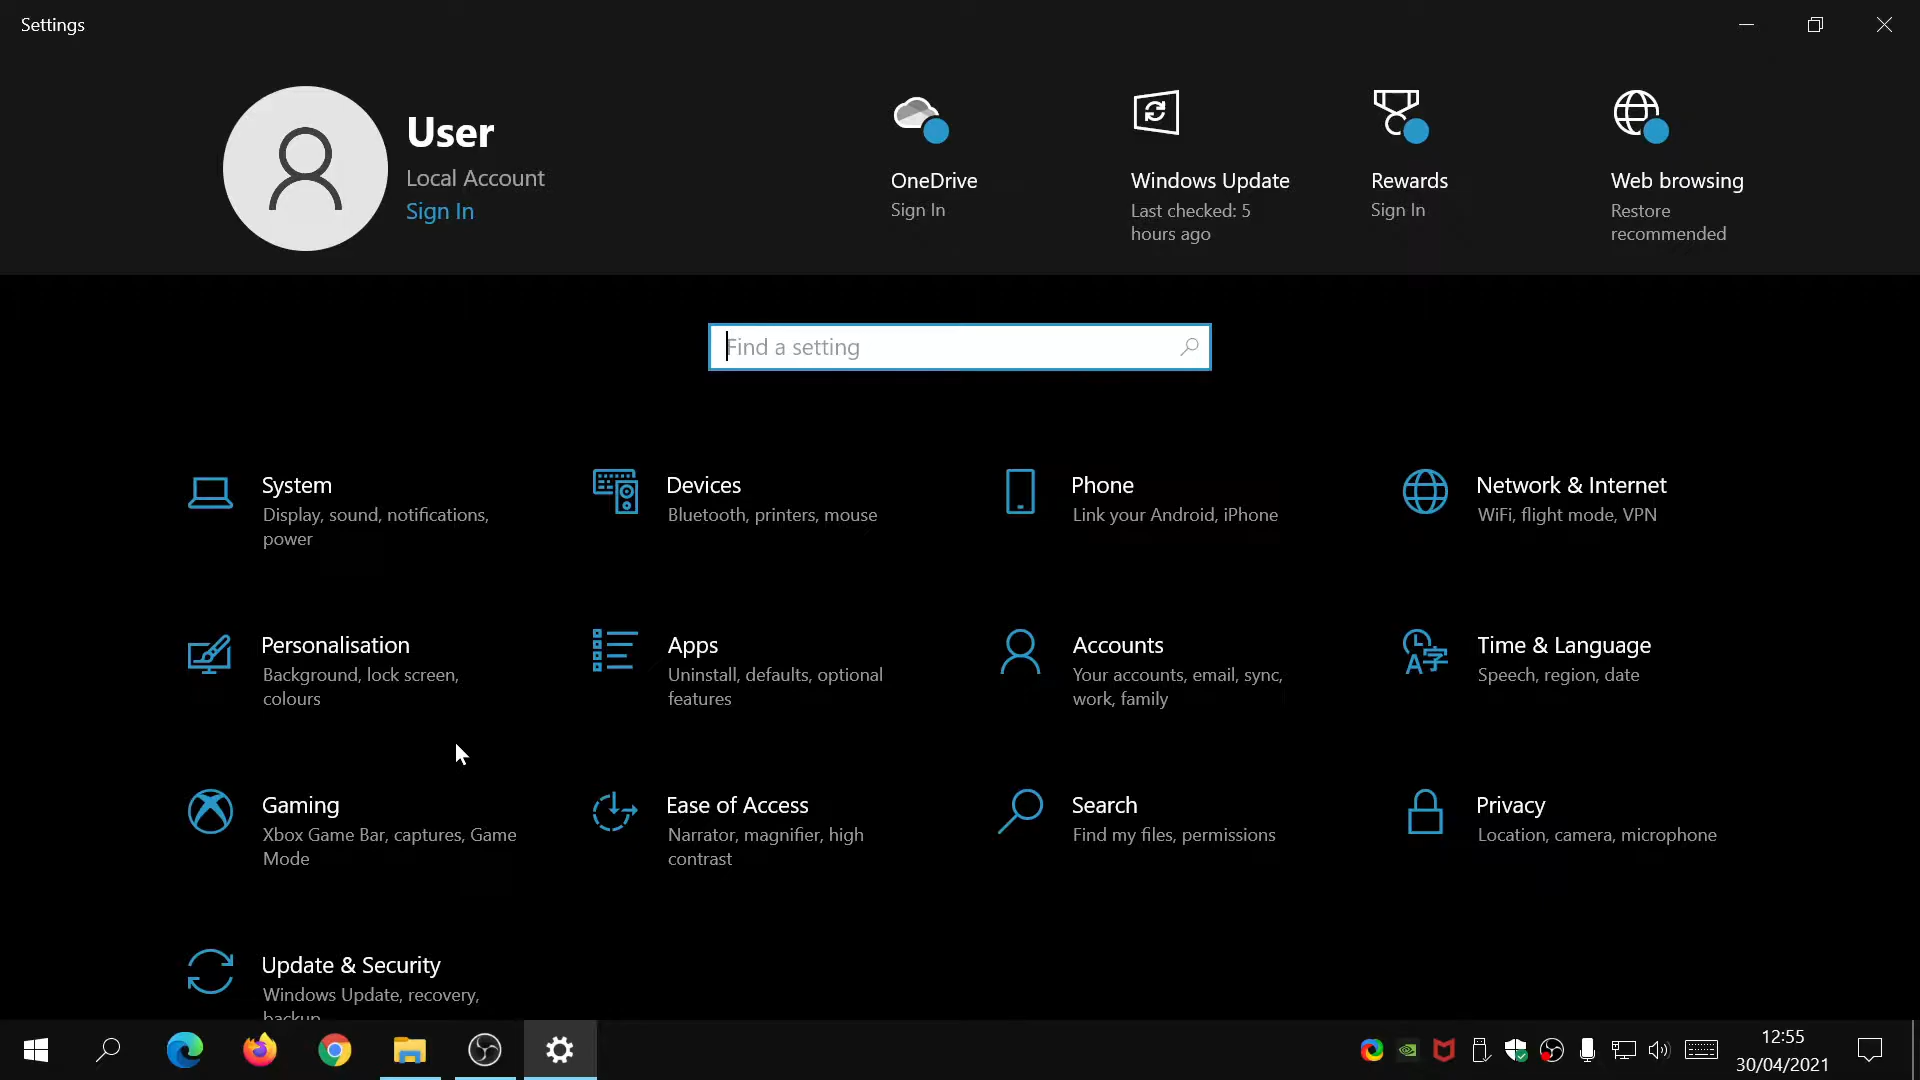 Settings
User
Local Account
Sign In
OneDrive
Sign In
Windows Update
Last checked: 5
hours ago
Rewards
Sign In
Web browsing
Restore
recommended
Find a setting
System
Display, sound, notifications,
power
Devices
Bluetooth, printers, mouse
Phone
Link your Android, iPhone
Network & Internet
WiFi, flight mode, VPN
Personalisation
Background, lock screen,
colours
Apps
Uninstall, defaults, optional
features
Accounts
Your accounts, email, sync,
work, family
Time & Language
Speech, region, date
Gaming
Xbox Game Bar, captures, Game
Mode
Ease of Access
Narrator, magnifier, high
contrast
Search
Find my files, permissions
Privacy
Location, camera, microphone
Update & Security
Windows Update, recovery,
backup
12:55
30/04/2021